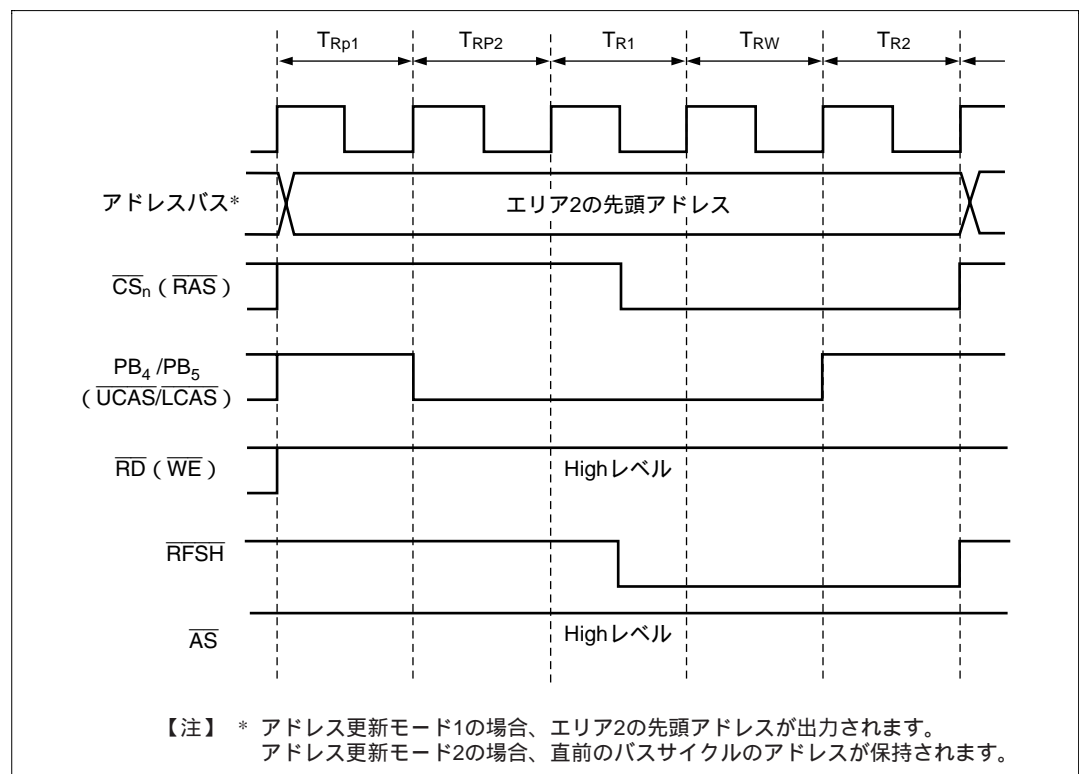 TRp1 TRP2 TR1 TRW TR2
アドレスバス*
エリア2の先頭アドレス
CSn（RAS）
PB4 /PB5
（UCAS/LCAS）
RD（WE）
Highレベル
RFSH
AS
Highレベル
【注】 * アドレス更新モード1の場合、エリア2の先頭アドレスが出力されます。
アドレス更新モード2の場合、直前のバスサイクルのアドレスが保持されます。